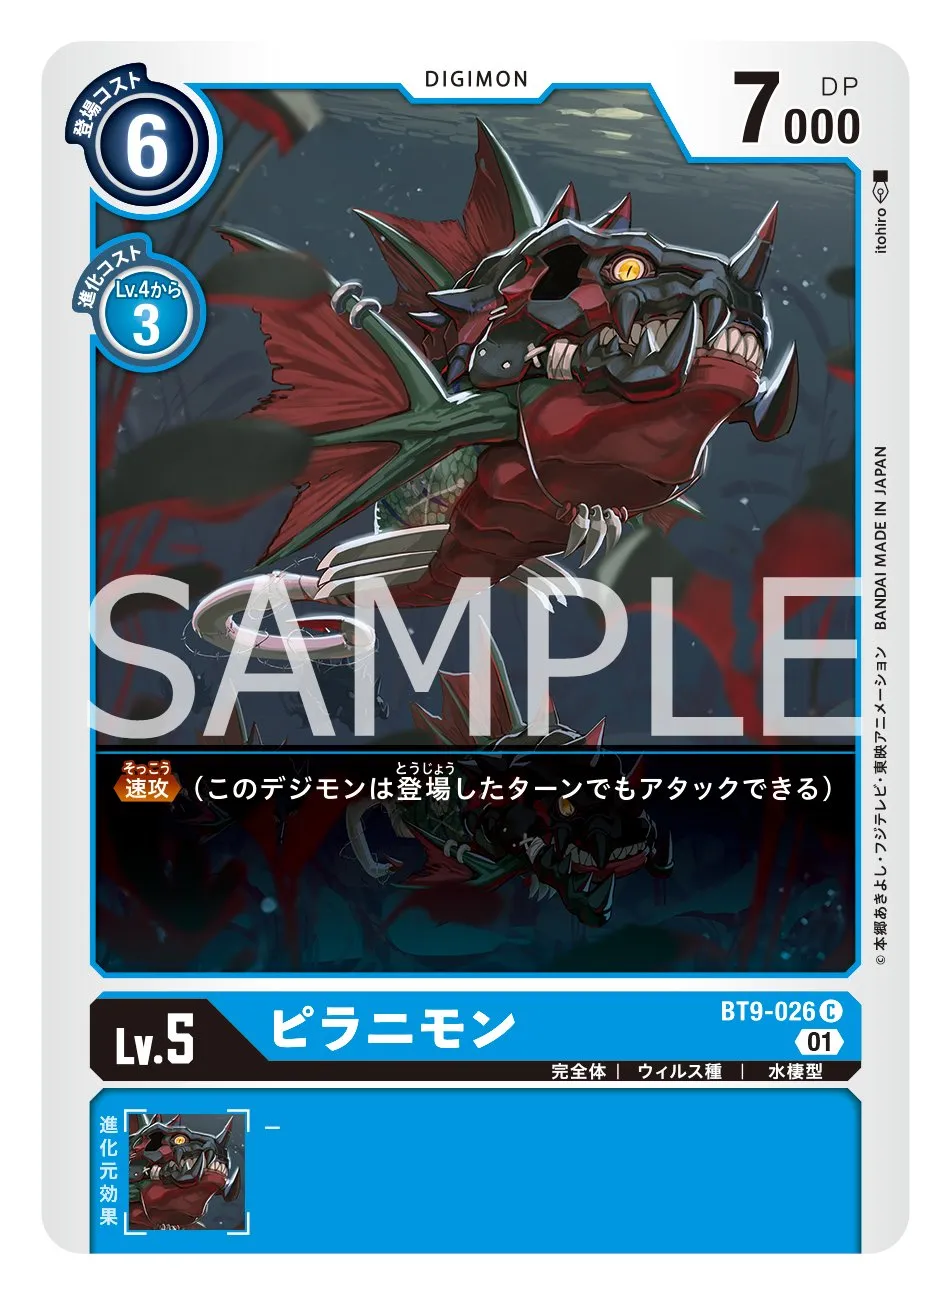 DIGIMON
登場コスト
6
7000
DP
進化コスト
Lv.4から
3
itohiro
SAMPLE
そっこう
とうじょう
速攻 (このデジモンは登場したターンでもアタックできる)
©本郷あきよし・フジテレビ・東映アニメーション BANDAI MADE IN JAPAN
Lv.5
ピラニモン
BT9-026 C
01
完全体 | ウィルス種 | 水棲型
進化元効果
－